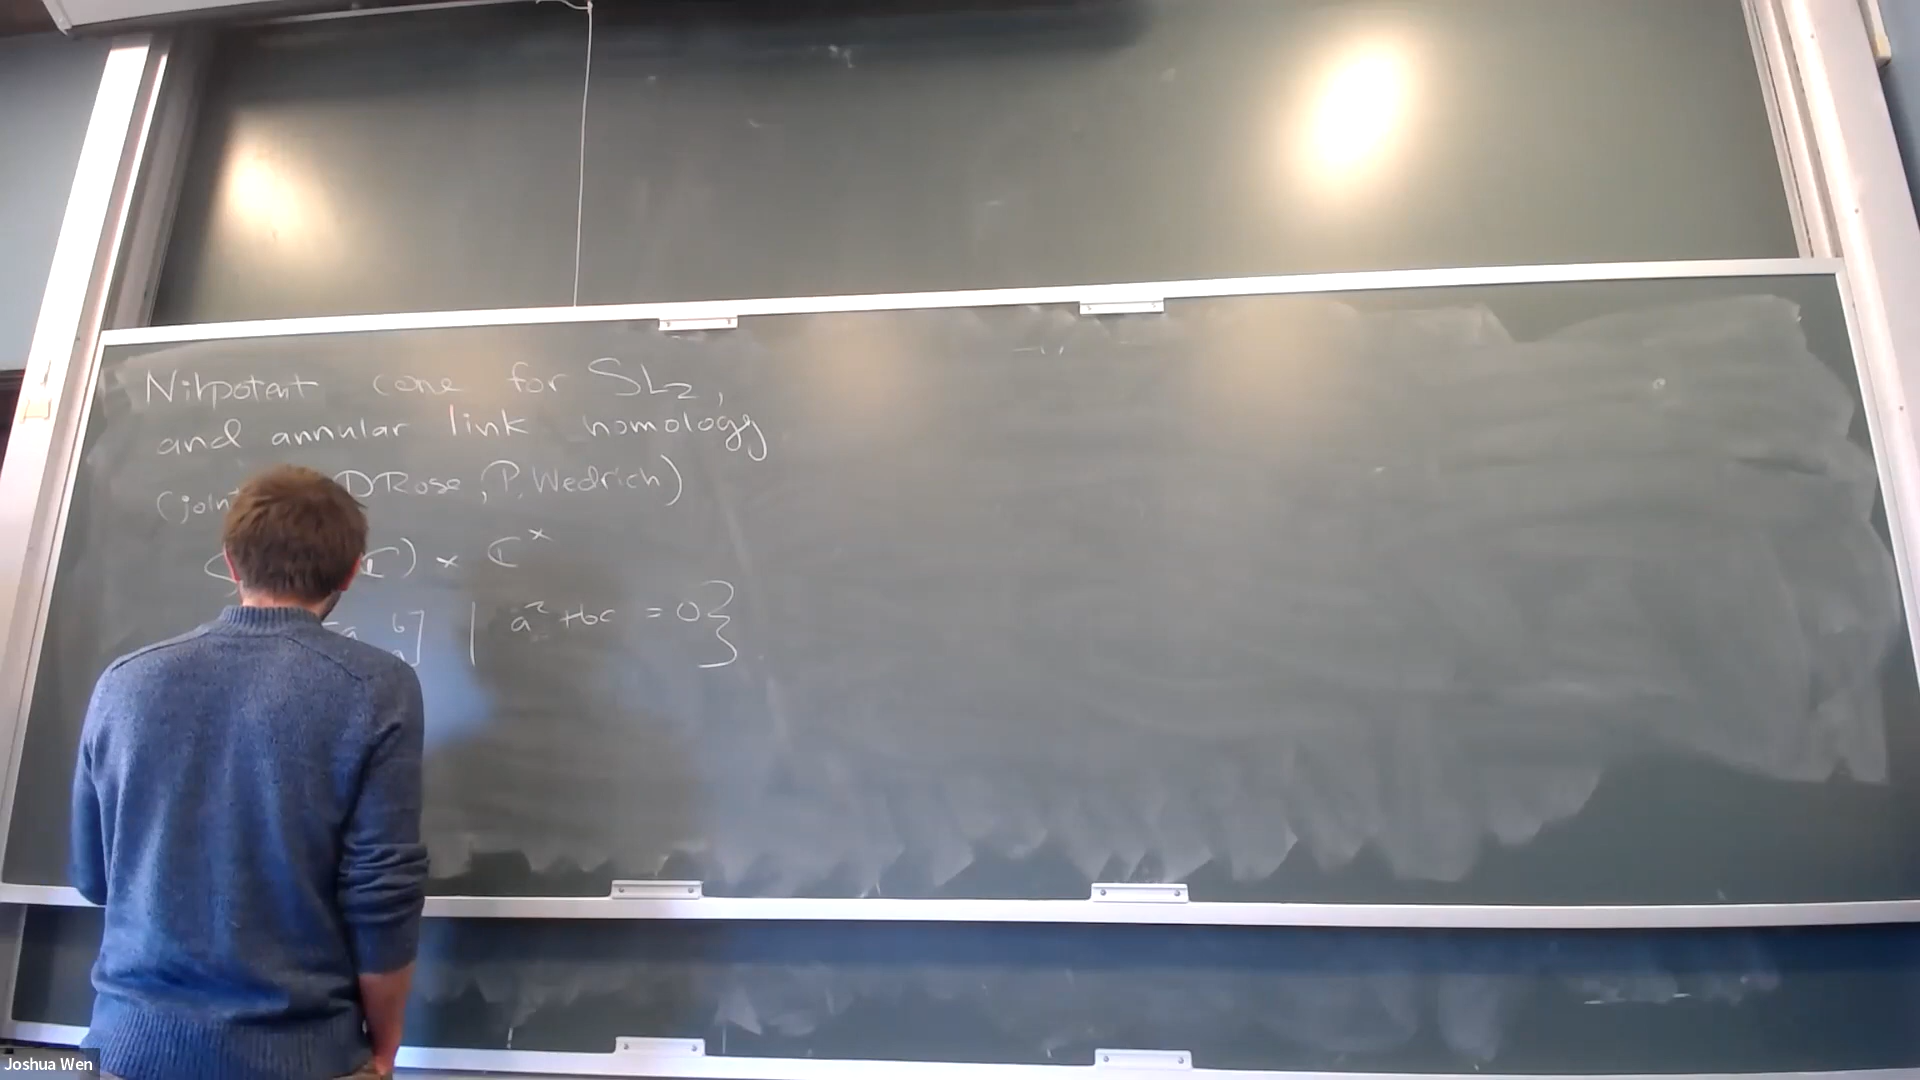 Nilpotent cone for SL₂,
and annular link homology
(joint D Rose, P. Wedrich)
) × ℂ^×
b ] | a² + bc = 0 }
Joshua Wen